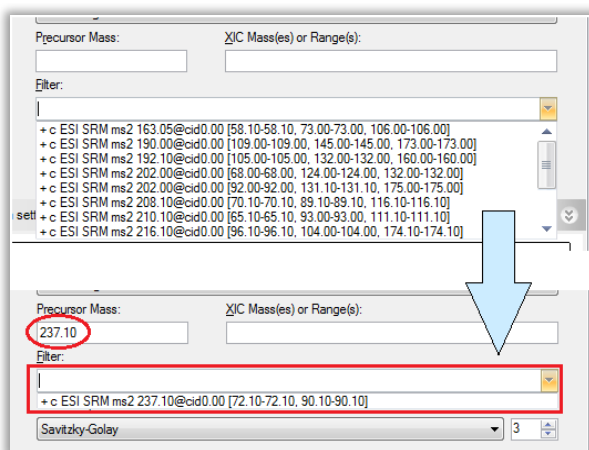 Precursor Mass: XIC Mass(es) or Range(s):
Filter:
+ c ESI SRM ms2 163.05@cid0.00 [58.10-58.10, 73.00-73.00, 106.00-106.00]
+ c ESI SRM ms2 190.00@cid0.00 [109.00-109.00, 145.00-145.00, 173.00-173.00]
+ c ESI SRM ms2 192.10@cid0.00 [105.00-105.00, 132.00-132.00, 160.00-160.00]
+ c ESI SRM ms2 202.00@cid0.00 [68.00-68.00, 124.00-124.00, 132.00-132.00]
+ c ESI SRM ms2 202.00@cid0.00 [92.00-92.00, 131.10-131.10, 175.00-175.00]
+ c ESI SRM ms2 208.10@cid0.00 [70.10-70.10, 89.10-89.10, 116.10-116.10]
sett + c ESI SRM ms2 210.10@cid0.00 [65.10-65.10, 93.00-93.00, 111.10-111.10]
+ c ESI SRM ms2 216.10@cid0.00 [96.10-96.10, 104.00-104.00, 174.10-174.10]
Precursor Mass: XIC Mass(es) or Range(s):
237.10
Filter:
+ c ESI SRM ms2 237.10@cid0.00 [72.10-72.10, 90.10-90.10]
Savitzky-Golay 3